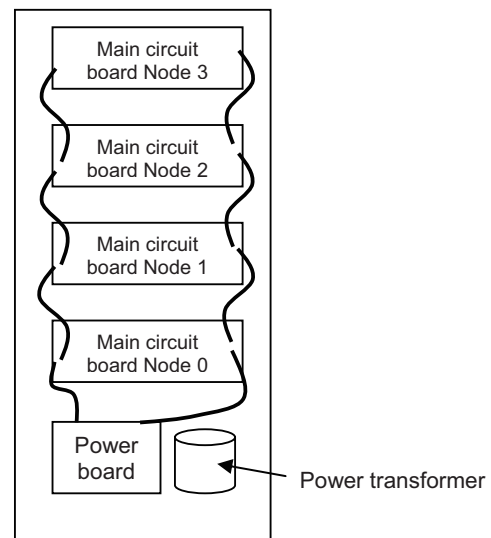 Main circuit
board Node 3
Main circuit
board Node 2
Main circuit
board Node 1
Main circuit
board Node 0
Power
board
Power transformer